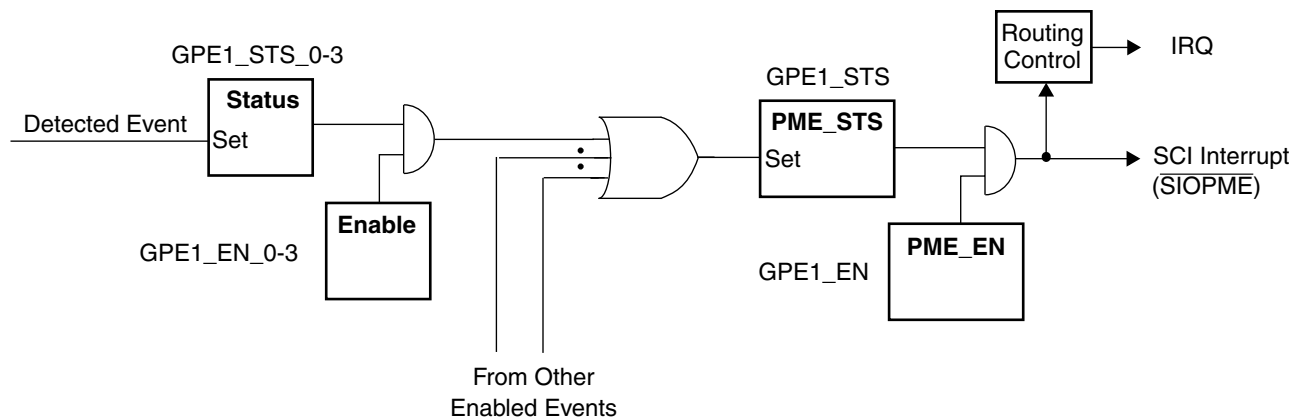 GPE1_STS_0-3
Status
Detected Event
Set
Enable
GPE1_EN_0-3
From Other
Enabled Events
GPE1_STS
PME_STS
Set
PME_EN
GPE1_EN
Routing
Control
IRQ
SCI Interrupt
(SIOPME)